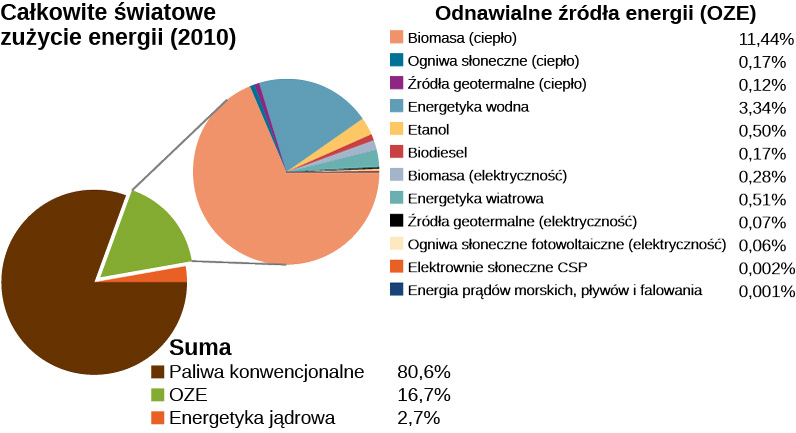 Całkowite światowe
zużycie energii (2010)
Odnawialne źródła energii (OZE)
Biomasa (ciepło) 11,44%
Ogniwa słoneczne (ciepło) 0,17%
Źródła geotermalne (ciepło) 0,12%
Energetyka wodna 3,34%
Etanol 0,50%
Biodiesel 0,17%
Biomasa (elektryczność) 0,28%
Energetyka wiatrowa 0,51%
Źródła geotermalne (elektryczność) 0,07%
Ogniwa słoneczne fotowoltaiczne (elektryczność) 0,06%
Elektrownie słoneczne CSP 0,002%
Energia prądów morskich, pływów i falowania 0,001%
Suma
Paliwa konwencjonalne 80,6%
OZE 16,7%
Energetyka jądrowa 2,7%